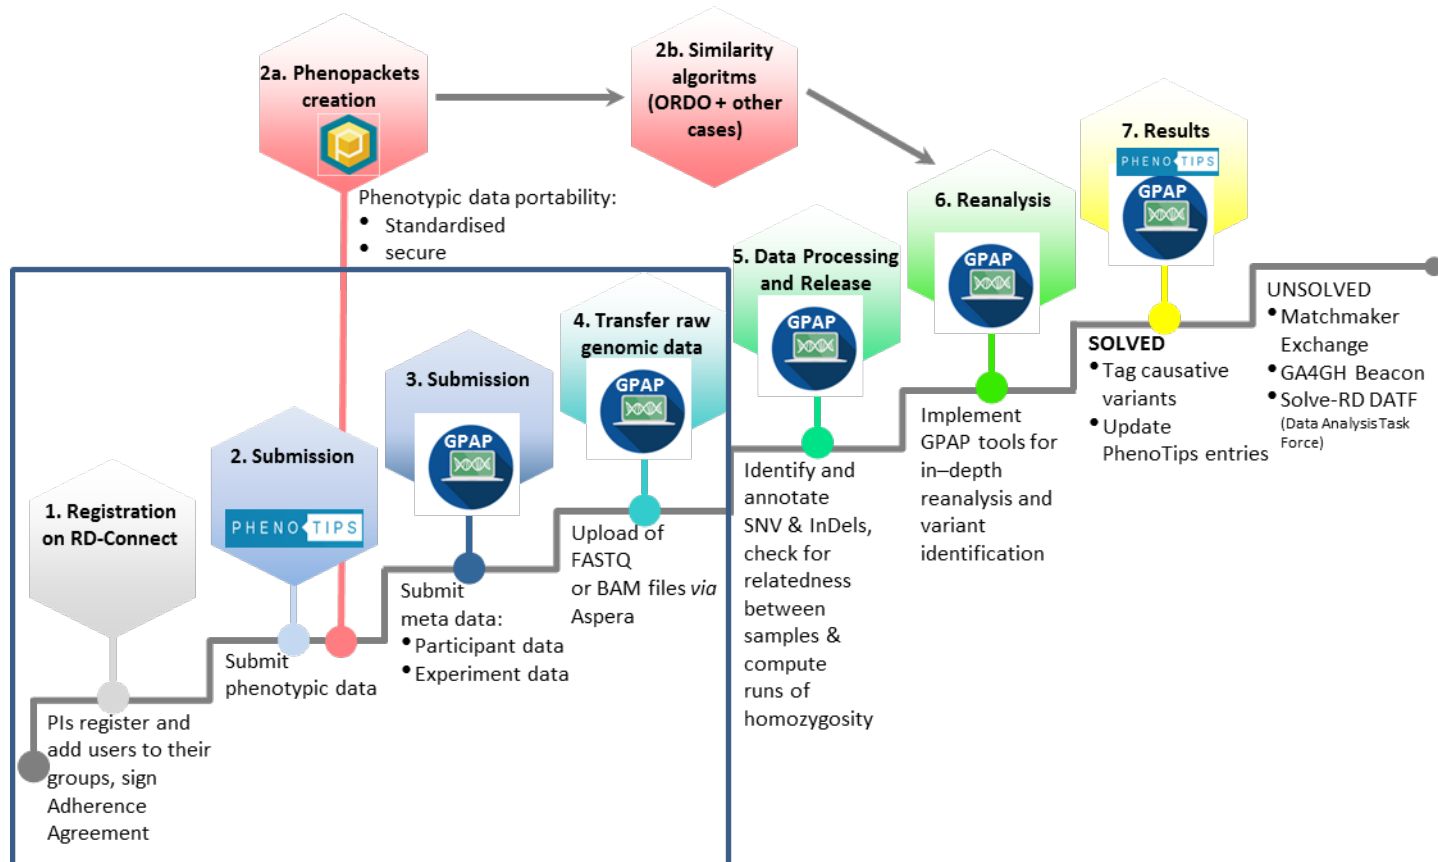 2a. Phenopackets
creation
2b. Similarity
algoritms
(ORDO + other
cases)
Phenotypic data portability:
• Standardised
• secure
1. Registration
on RD-Connect
PIs register and
add users to their
groups, sign
Adherence
Agreement
2. Submission
PHENOTIPS
Submit
phenotypic data
3. Submission
GPAP
Submit
meta data:
• Participant data
• Experiment data
4. Transfer raw
genomic data
GPAP
Upload of
FASTQ
or BAM files via
Aspera
5. Data Processing
and Release
GPAP
Identify and
annotate
SNV & InDels,
check for
relatedness
between
samples &
compute
runs of
homozygosity
6. Reanalysis
GPAP
Implement
GPAP tools for
in–depth
reanalysis and
variant
identification
7. Results
PHENOTIPS
GPAP
SOLVED
• Tag causative
variants
• Update
PhenoTips entries
UNSOLVED
• Matchmaker
Exchange
• GA4GH Beacon
• Solve-RD DATF
(Data Analysis Task
Force)